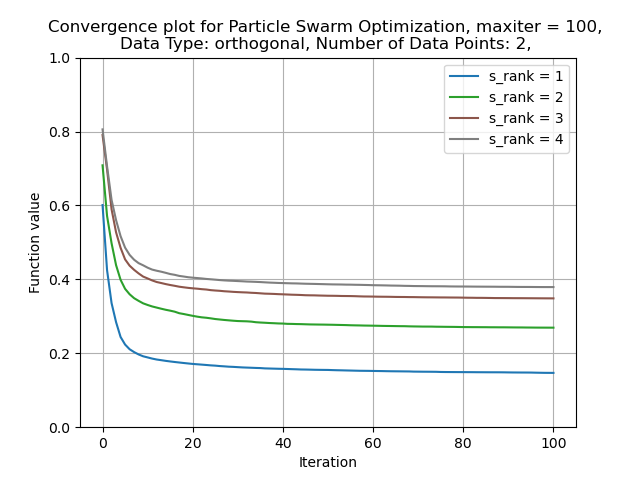 Convergence plot for Particle Swarm Optimization, maxiter = 100,
Data Type: orthogonal, Number of Data Points: 2,
1.0
0.8
0.6
0.4
0.2
0.0
Function value
s_rank = 1
s_rank = 2
s_rank = 3
s_rank = 4
0 20 40 60 80 100
Iteration